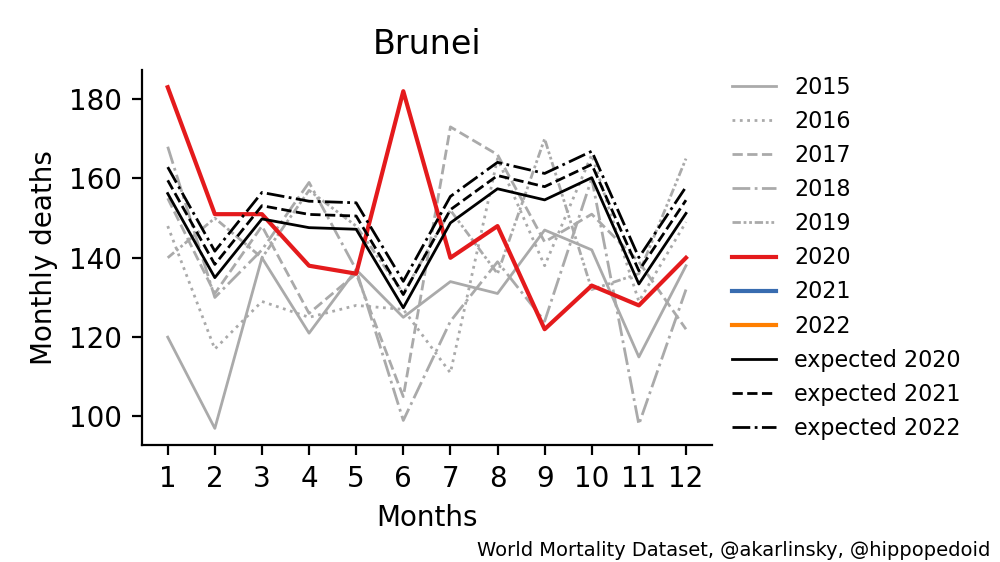 Brunei
Monthly deaths
180
160
140
120
100
1 2 3 4 5 6 7 8 9 10 11 12
Months
2015
2016
2017
2018
2019
2020
2021
2022
expected 2020
expected 2021
expected 2022
World Mortality Dataset, @akarlinsky, @hippopedoid